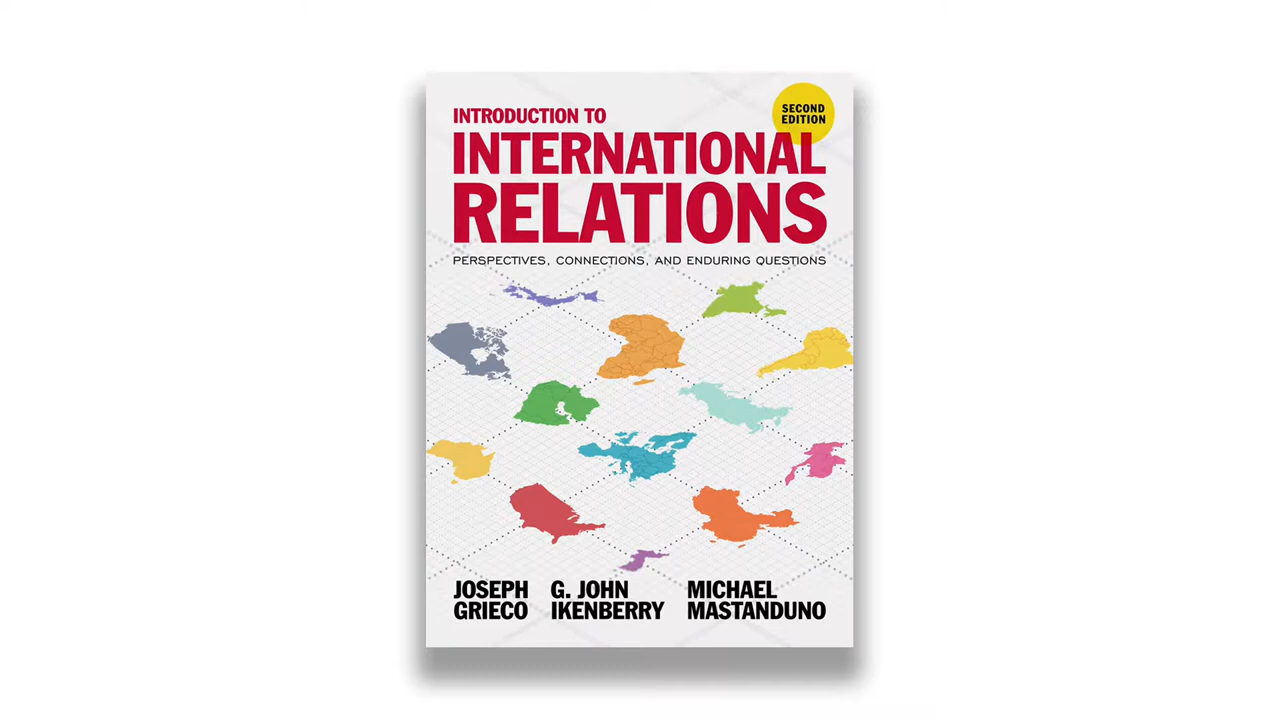 INTRODUCTION TO
SECOND
EDITION
INTERNATIONAL
RELATIONS
PERSPECTIVES, CONNECTIONS, AND ENDURING QUESTIONS
JOSEPH
GRIECO
G. JOHN
IKENBERRY
MICHAEL
MASTANDUNO